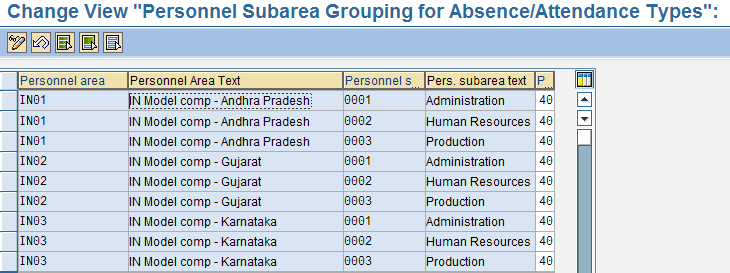 Change View "Personnel Subarea Grouping for Absence/Attendance Types":
Personnel area Personnel Area Text Personnel s... Pers. subarea text P...
IN01 IN Model comp - Andhra Pradesh 0001 Administration 40
IN01 IN Model comp - Andhra Pradesh 0002 Human Resources 40
IN01 IN Model comp - Andhra Pradesh 0003 Production 40
IN02 IN Model comp - Gujarat 0001 Administration 40
IN02 IN Model comp - Gujarat 0002 Human Resources 40
IN02 IN Model comp - Gujarat 0003 Production 40
IN03 IN Model comp - Karnataka 0001 Administration 40
IN03 IN Model comp - Karnataka 0002 Human Resources 40
IN03 IN Model comp - Karnataka 0003 Production 40